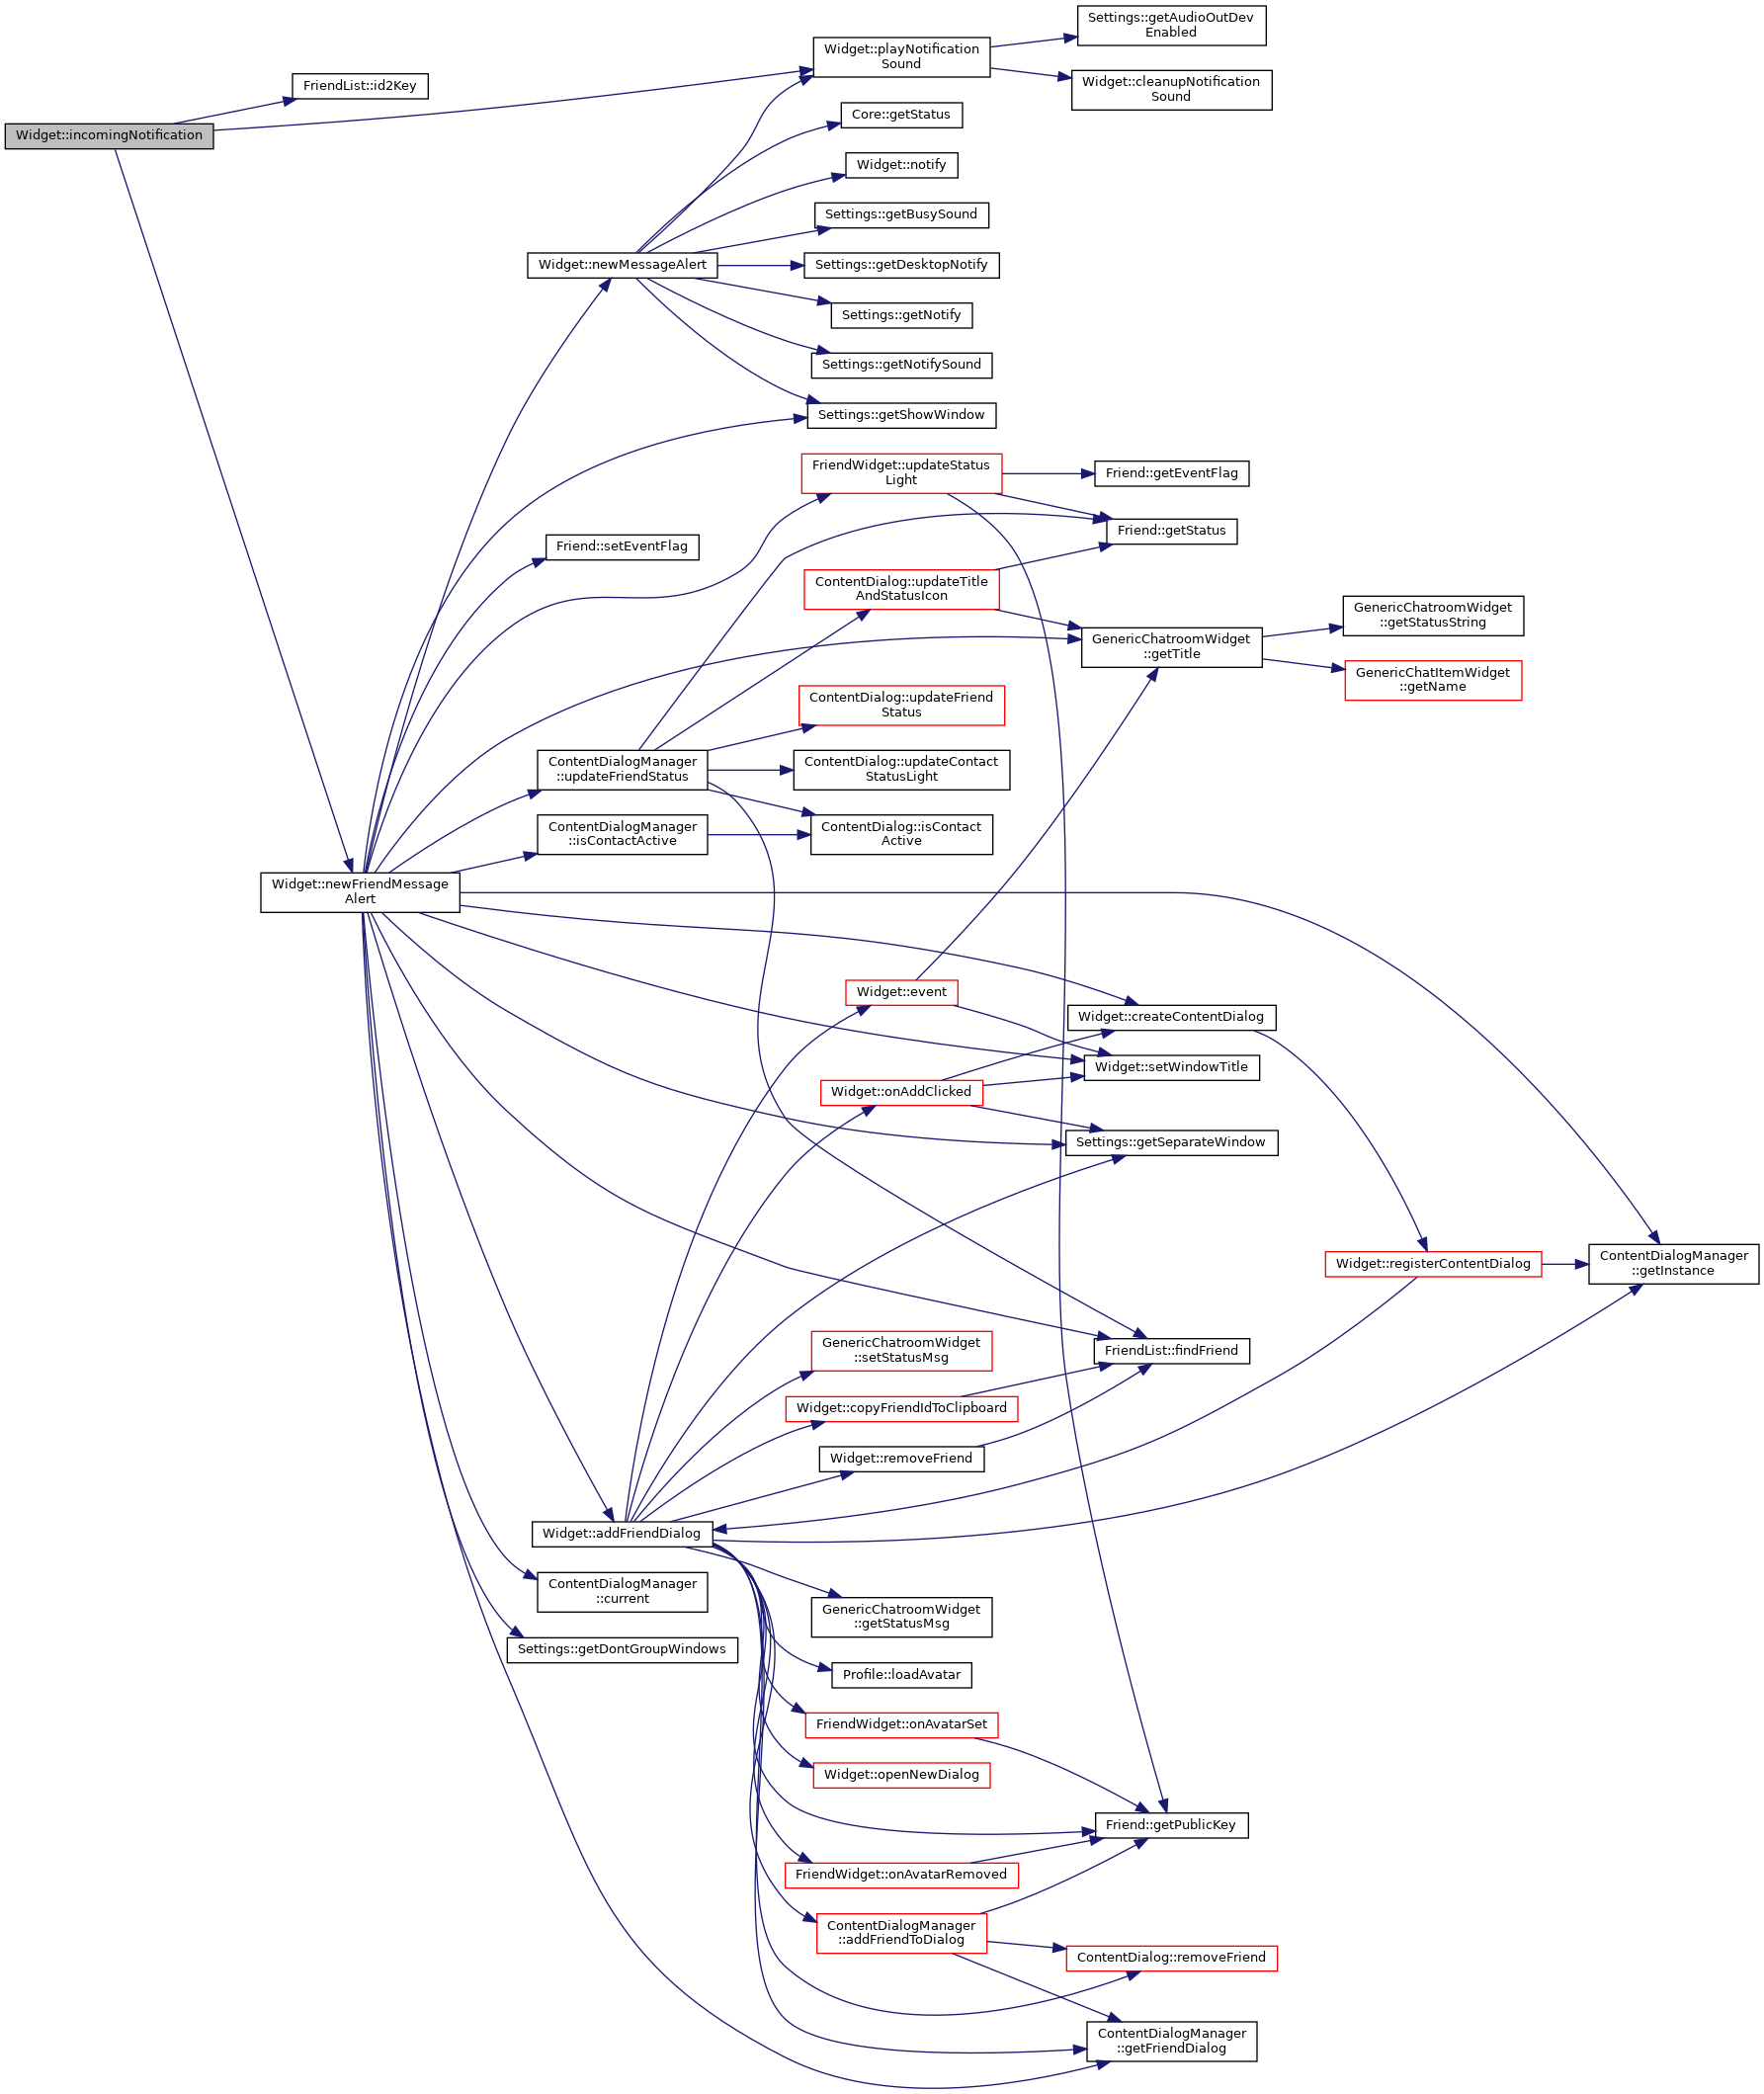 Settings::getAudioOutDev
Enabled
Widget::playNotification
Sound
FriendList::id2Key
Widget::cleanupNotification
Sound
Core::getStatus
Widget::incomingNotification
Widget::notify
Settings::getBusySound
Widget::newMessageAlert
Settings::getDesktopNotify
Settings::getNotify
Settings::getNotifySound
Settings::getShowWindow
FriendWidget::updateStatus
Light
Friend::getEventFlag
Friend::getStatus
Friend::setEventFlag
ContentDialog::updateTitle
AndStatusIcon
GenericChatroomWidget
::getStatusString
GenericChatroomWidget
::getTitle
GenericChatItemWidget
::getName
ContentDialog::updateFriend
Status
ContentDialogManager
::updateFriendStatus
ContentDialog::updateContact
StatusLight
ContentDialogManager
::isContactActive
ContentDialog::isContact
Active
Widget::newFriendMessage
Alert
Widget::event
Widget::createContentDialog
Widget::setWindowTitle
Widget::onAddClicked
Settings::getSeparateWindow
Widget::registerContentDialog
ContentDialogManager
::getInstance
GenericChatroomWidget
::setStatusMsg
FriendList::findFriend
Widget::copyFriendIdToClipboard
Widget::removeFriend
Widget::addFriendDialog
ContentDialogManager
::current
GenericChatroomWidget
::getStatusMsg
Settings::getDontGroupWindows
Profile::loadAvatar
FriendWidget::onAvatarSet
Widget::openNewDialog
Friend::getPublicKey
FriendWidget::onAvatarRemoved
ContentDialogManager
::addFriendToDialog
ContentDialog::removeFriend
ContentDialogManager
::getFriendDialog